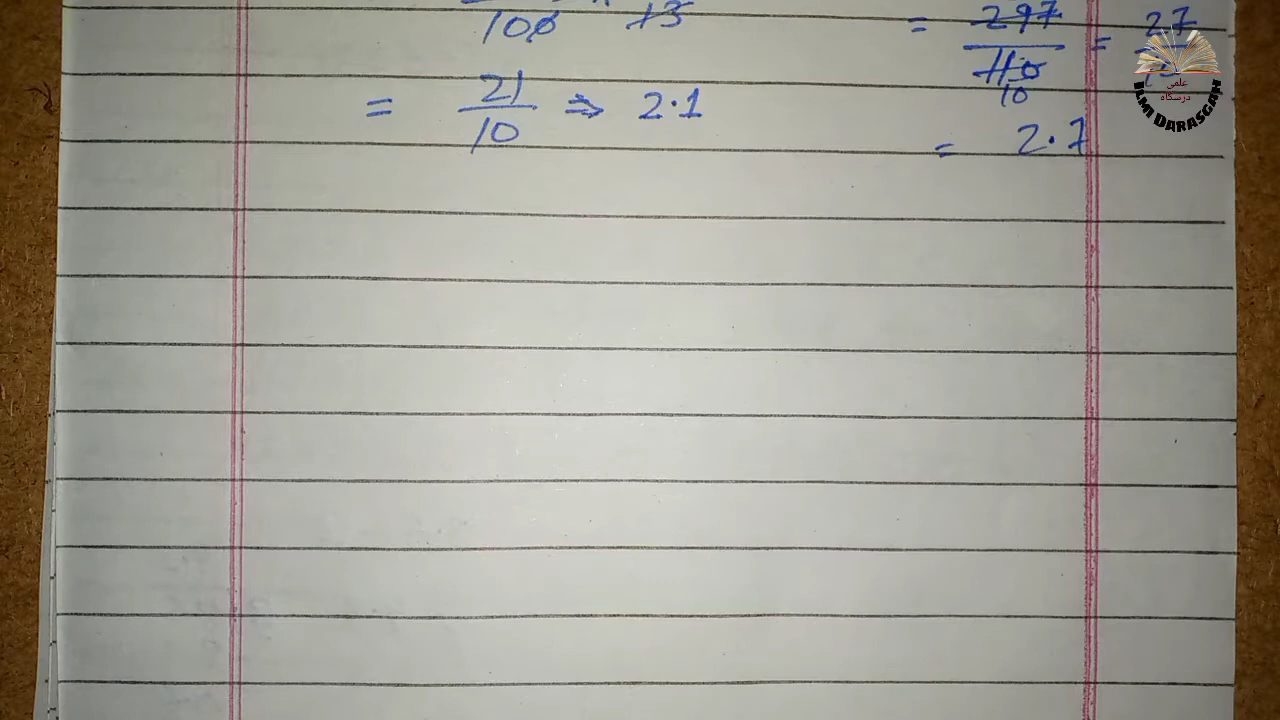 100 13 = 297/110 = 27
10
= 21/10 ⇒ 2.1
= 2.7
علمی
درسگاہ
ILMI DARASGAH